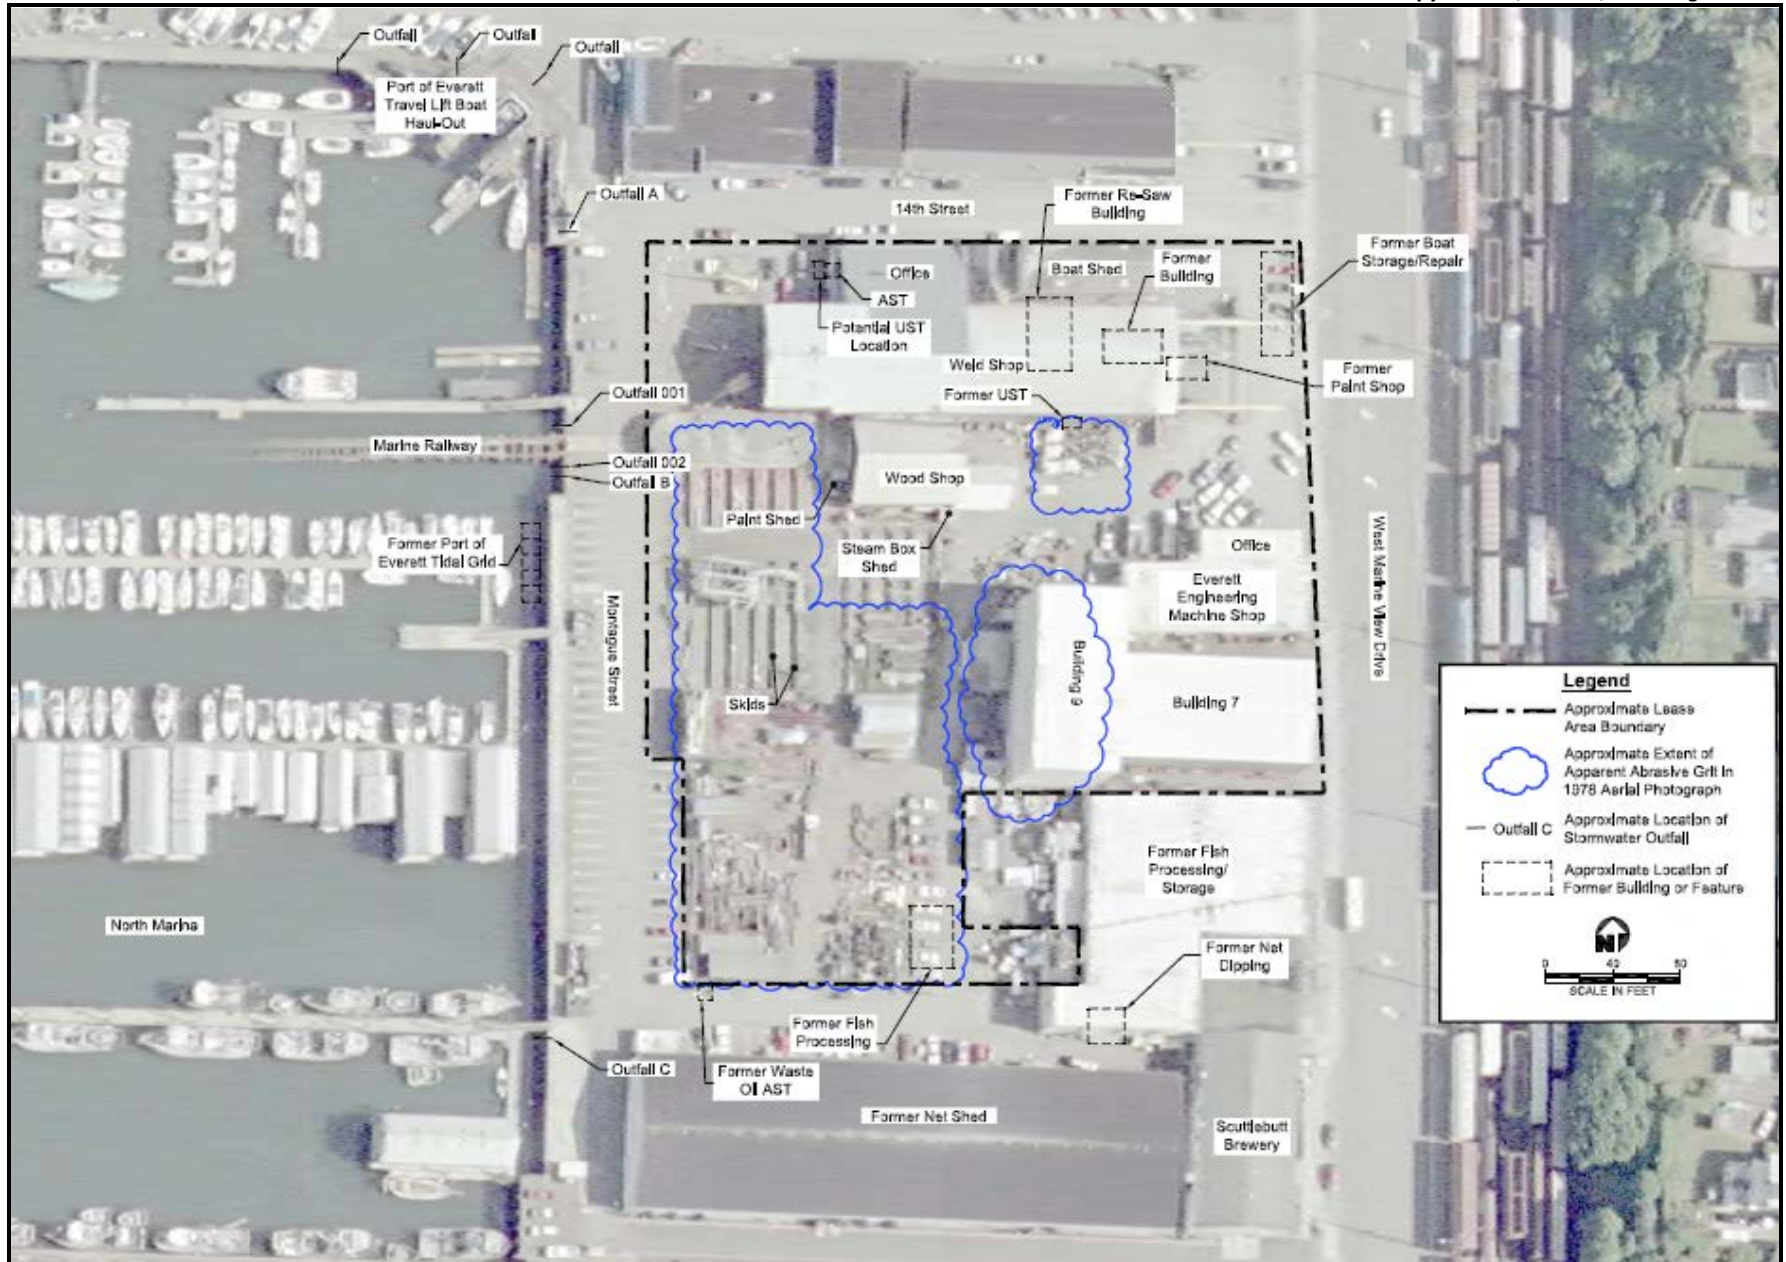 Outfall
Outfall
Outfall
Port of Everett
Travel Lift Boat
Haul-Out
Outfall A
14th Street
Former Re-Saw
Building
Former Boat
Storage/Repair
Former
Building
Office
Boat Shed
AST
Potential UST
Location
Weld Shop
Former
Paint Shop
Former UST
Outfall 001
Marine Railway
Outfall 002
Outfall B
Wood Shop
Paint Shed
Steam Box
Shed
Former Port of
Everett Tidal Grid
Office
Everett
Engineering
Machine Shop
Montague Street
West Marine View Drive
Building 9
Building 7
Skids
Former Fish
Processing/
Storage
North Marina
Former Net
Dipping
Former Fish
Processing
Outfall C
Former Waste
Oil AST
Former Net Shed
Scuttlebutt
Brewery
Legend
Approximate Lease
Area Boundary
Approximate Extent of
Apparent Abrasive Grit in
1978 Aerial Photograph
Outfall C
Approximate Location of
Stormwater Outfall
Approximate Location of
Former Building or Feature
N
0 40 80
SCALE IN FEET